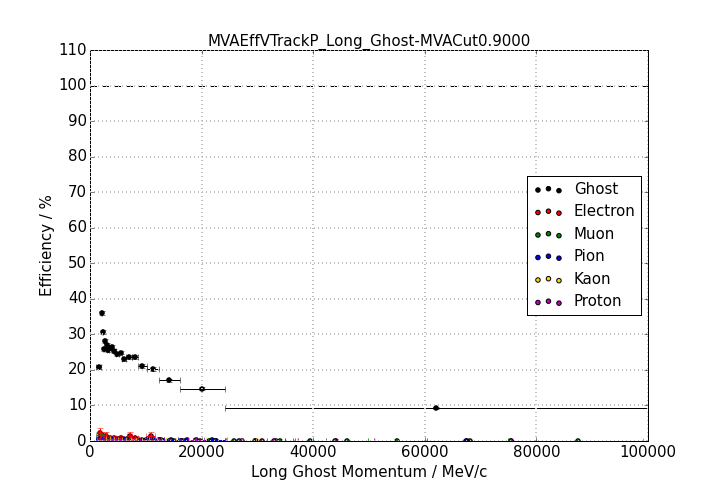 MVAEffVTrackP_Long_Ghost-MVACut0.9000
110
100
90
80
70
60
50
40
30
20
10
0
Efficiency / %
Ghost
Electron
Muon
Pion
Kaon
Proton
0 20000 40000 60000 80000 100000
Long Ghost Momentum / MeV/c